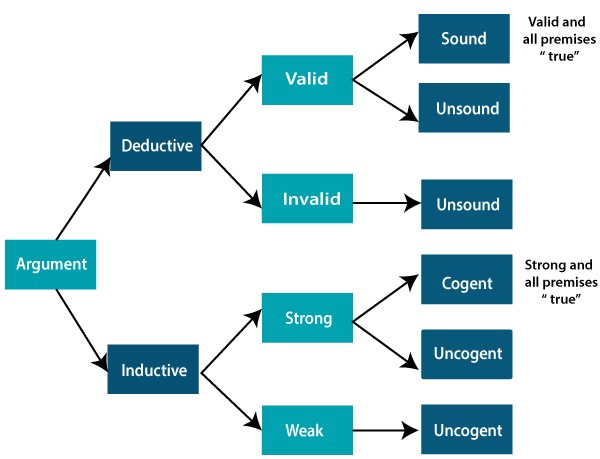 Argument
Deductive
Inductive
Valid
Invalid
Strong
Weak
Sound
Unsound
Unsound
Cogent
Uncogent
Uncogent
Valid and
all premises
“ true”
Strong and
all premises
“ true”